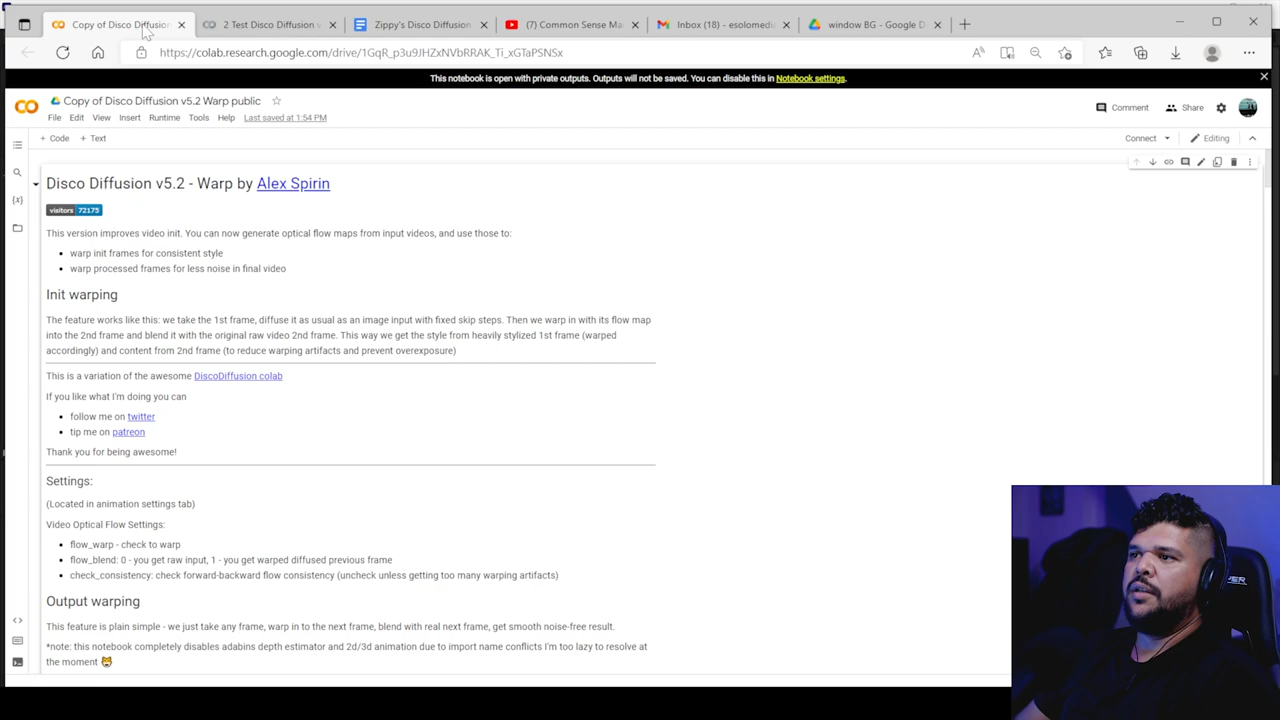 Copy of Disco Diffusion
2 Test Disco Diffusion v
Zippy's Disco Diffusion
(7) Common Sense Ma
Inbox (18) - esolomedi
window BG - Google D
https://colab.research.google.com/drive/1GqR_p3u9JHZxNVbRRAK_Ti_xGTaPSNSx
This notebook is open with private outputs. Outputs will not be saved. You can disable this in Notebook settings.
Copy of Disco Diffusion v5.2 Warp public
Comment
Share
File Edit View Insert Runtime Tools Help Last saved at 1:54 PM
+ Code + Text
Connect
Editing
Disco Diffusion v5.2 - Warp by Alex Spirin
visitors 72175
This version improves video init. You can now generate optical flow maps from input videos, and use those to:
• warp init frames for consistent style
• warp processed frames for less noise in final video
Init warping
The feature works like this: we take the 1st frame, diffuse it as usual as an image input with fixed skip steps. Then we warp in with its flow map
into the 2nd frame and blend it with the original raw video 2nd frame. This way we get the style from heavily stylized 1st frame (warped
accordingly) and content from 2nd frame (to reduce warping artifacts and prevent overexposure)
This is a variation of the awesome DiscoDiffusion colab
If you like what I'm doing you can
• follow me on twitter
• tip me on patreon
Thank you for being awesome!
Settings:
(Located in animation settings tab)
Video Optical Flow Settings:
• flow_warp - check to warp
• flow_blend: 0 - you get raw input, 1 - you get warped diffused previous frame
• check_consistency: check forward-backward flow consistency (uncheck unless getting too many warping artifacts)
Output warping
This feature is plain simple - we just take any frame, warp in to the next frame, blend with real next frame, get smooth noise-free result.
*note: this notebook completely disables adabins depth estimator and 2d/3d animation due to import name conflicts I'm too lazy to resolve at
the moment 🐯